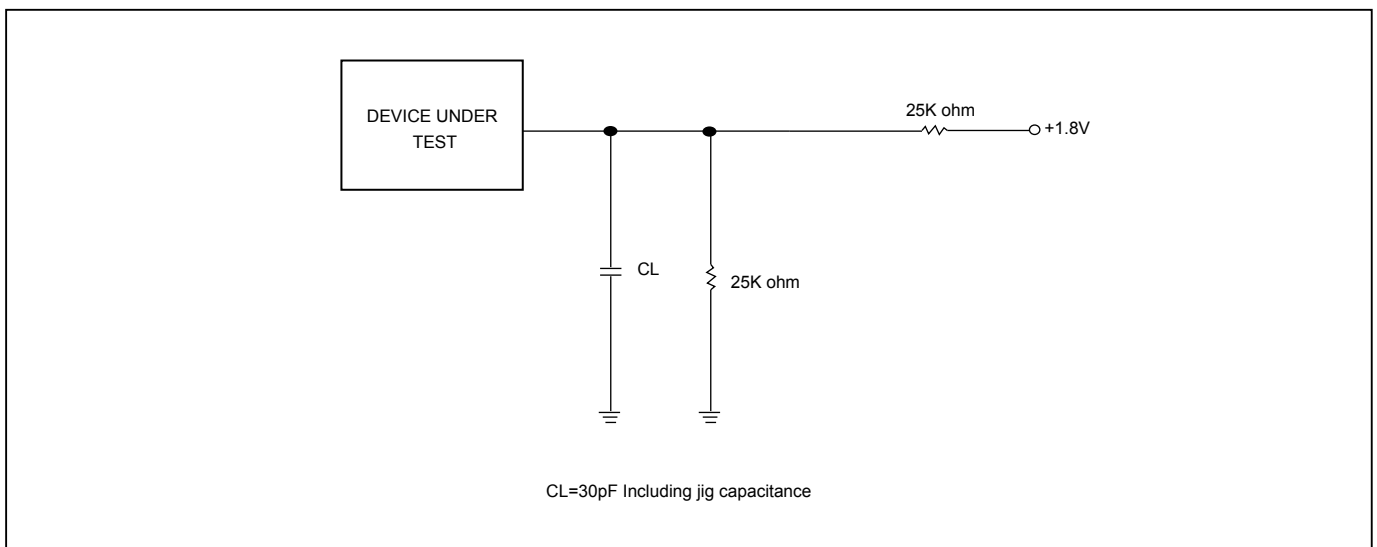 DEVICE UNDER
TEST
25K ohm
+1.8V
CL
25K ohm
CL=30pF Including jig capacitance